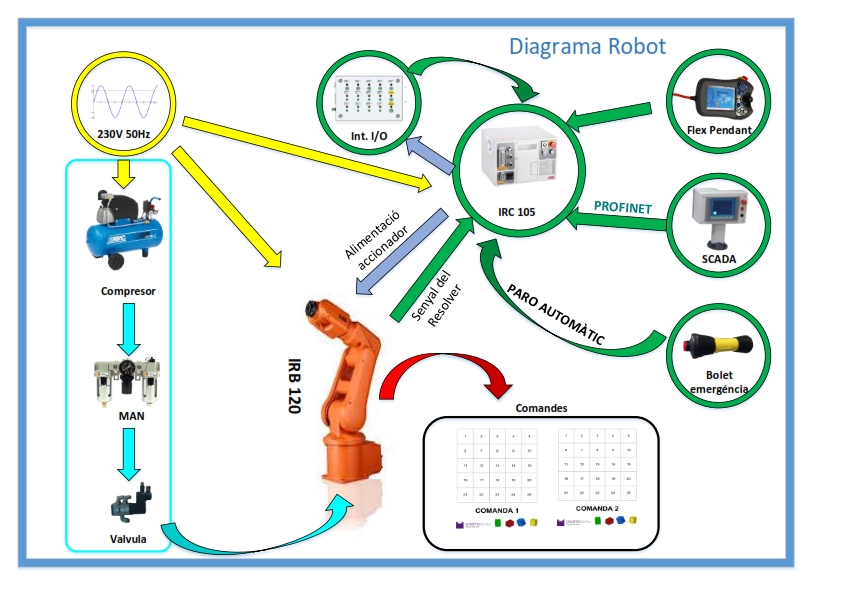 Diagrama Robot
230V 50Hz
Int. I/O
IRC 105
Flex Pendant
PROFINET
SCADA
Alimentació
accionador
Senyal del
Resolver
PARO AUTOMÀTIC
Bolet
emergéncia
Compresor
MAN
Valvula
IRB 120
Comandes
1 2 3 4 5
6 7 8 9 10
11 12 13 14 15
16 17 18 19 20
21 22 23 24 25
COMANDA 1
1 2 3 4 5
6 7 8 9 10
11 12 13 14 15
16 17 18 19 20
21 22 23 24 25
COMANDA 2